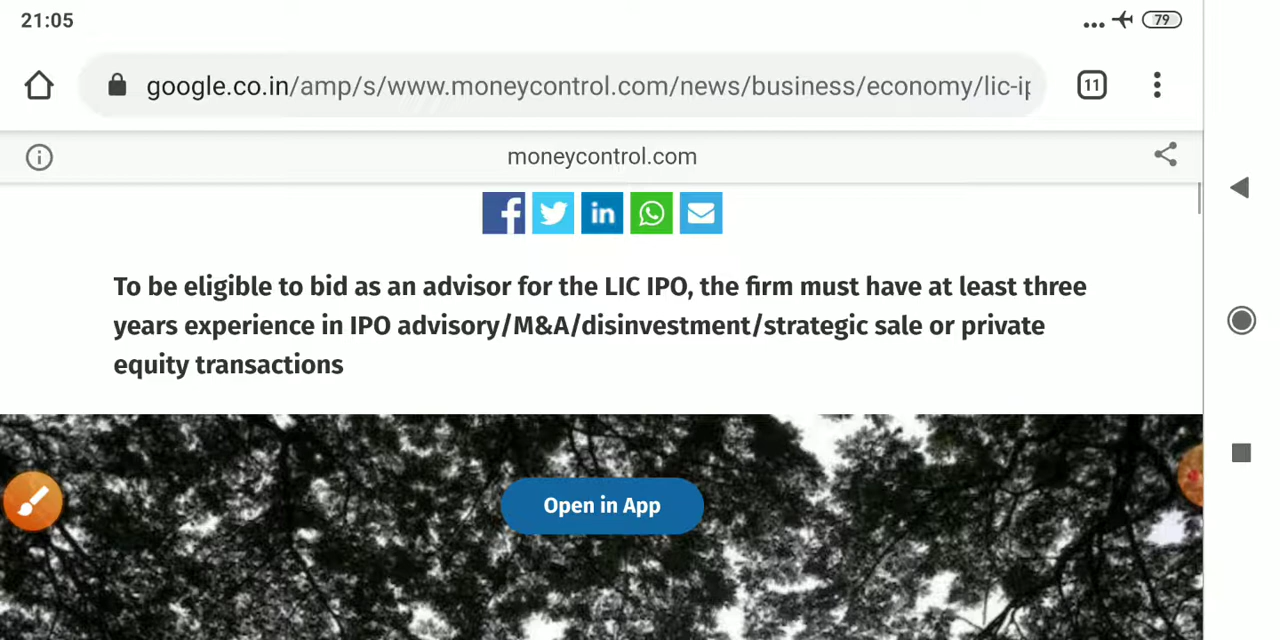 21:05
79
google.co.in/amp/s/www.moneycontrol.com/news/business/economy/lic-ip
11
moneycontrol.com
To be eligible to bid as an advisor for the LIC IPO, the firm must have at least three
years experience in IPO advisory/M&A/disinvestment/strategic sale or private
equity transactions
Open in App